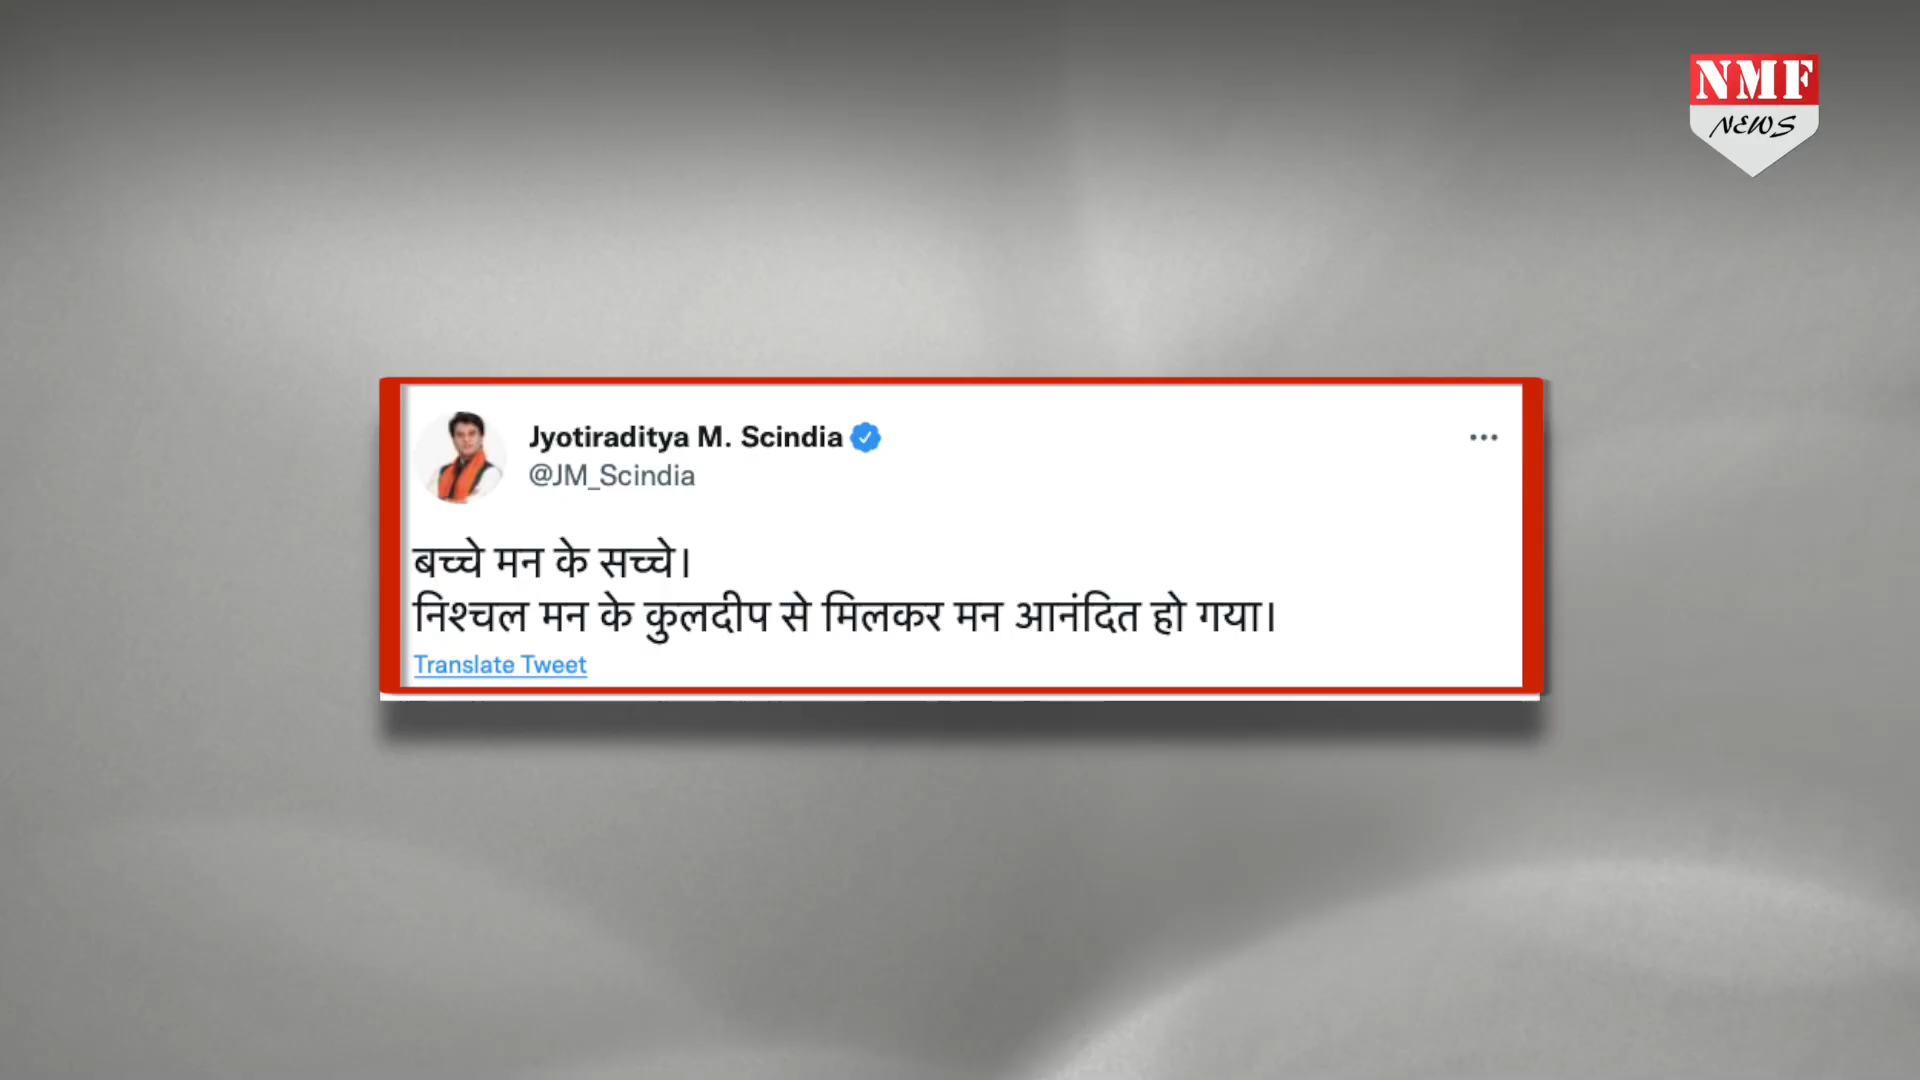 NMF
NEWS
Jyotiraditya M. Scindia
@JM_Scindia
बच्चे मन के सच्चे।
निश्चल मन के कुलदीप से मिलकर मन आनंदित हो गया।
Translate Tweet